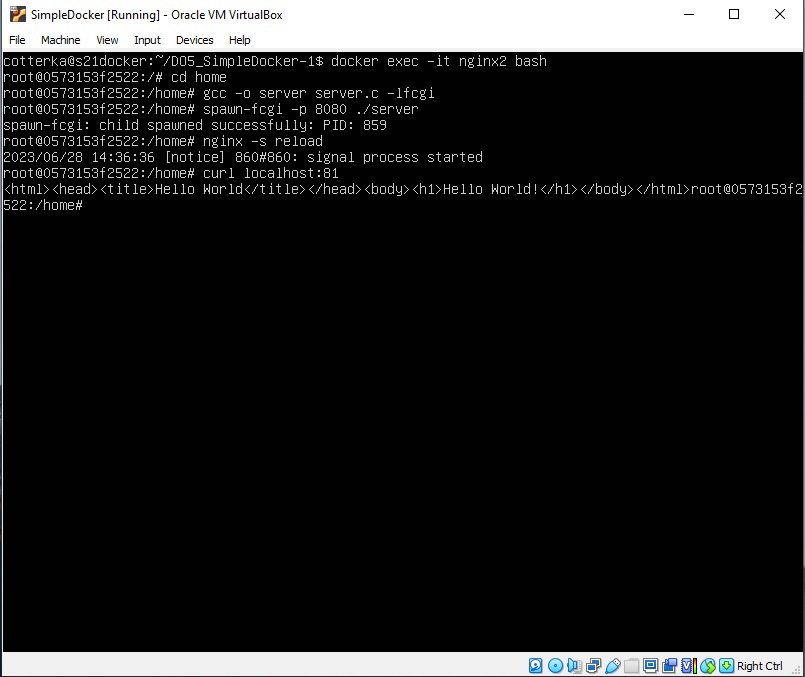 SimpleDocker [Running] - Oracle VM VirtualBox
File Machine View Input Devices Help
cotterka@s21docker:~/DO5_SimpleDocker-1$ docker exec -it nginx2 bash
root@0573153f2522:/# cd home
root@0573153f2522:/home# gcc -o server server.c -lfcgi
root@0573153f2522:/home# spawn-fcgi -p 8080 ./server
spawn-fcgi: child spawned successfully: PID: 859
root@0573153f2522:/home# nginx -s reload
2023/06/28 14:36:36 [notice] 860#860: signal process started
root@0573153f2522:/home# curl localhost:81
<html><head><title>Hello World</title></head><body><h1>Hello World!</h1></body></html>root@0573153f2
522:/home#
Right Ctrl